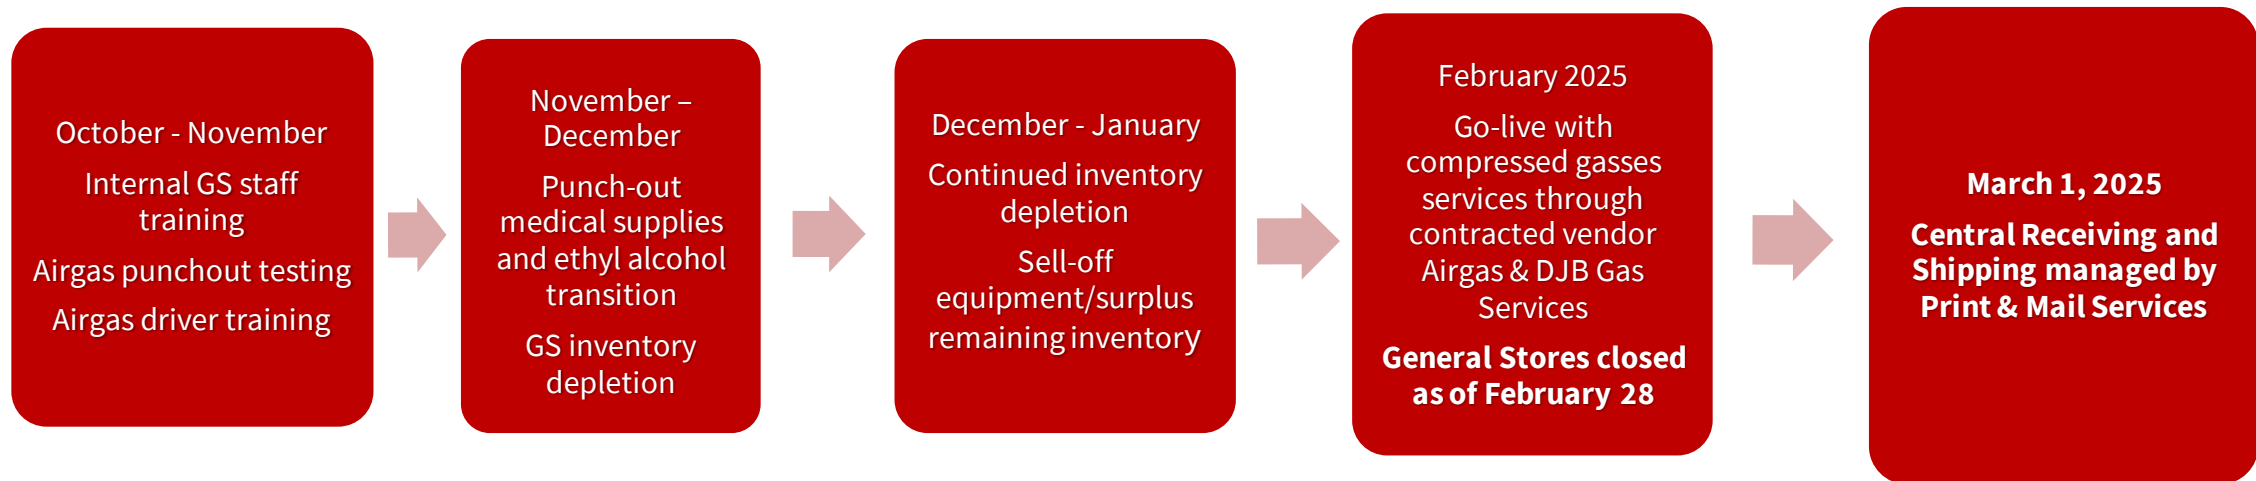 October - November
Internal GS staff
training
Airgas punchout testing
Airgas driver training
November –
December
Punch-out
medical supplies
and ethyl alcohol
transition
GS inventory
depletion
December - January
Continued inventory
depletion
Sell-off
equipment/surplus
remaining inventory
February 2025
Go-live with
compressed gasses
services through
contracted vendor
Airgas & DJB Gas
Services
General Stores closed
as of February 28
March 1, 2025
Central Receiving and
Shipping managed by
Print & Mail Services